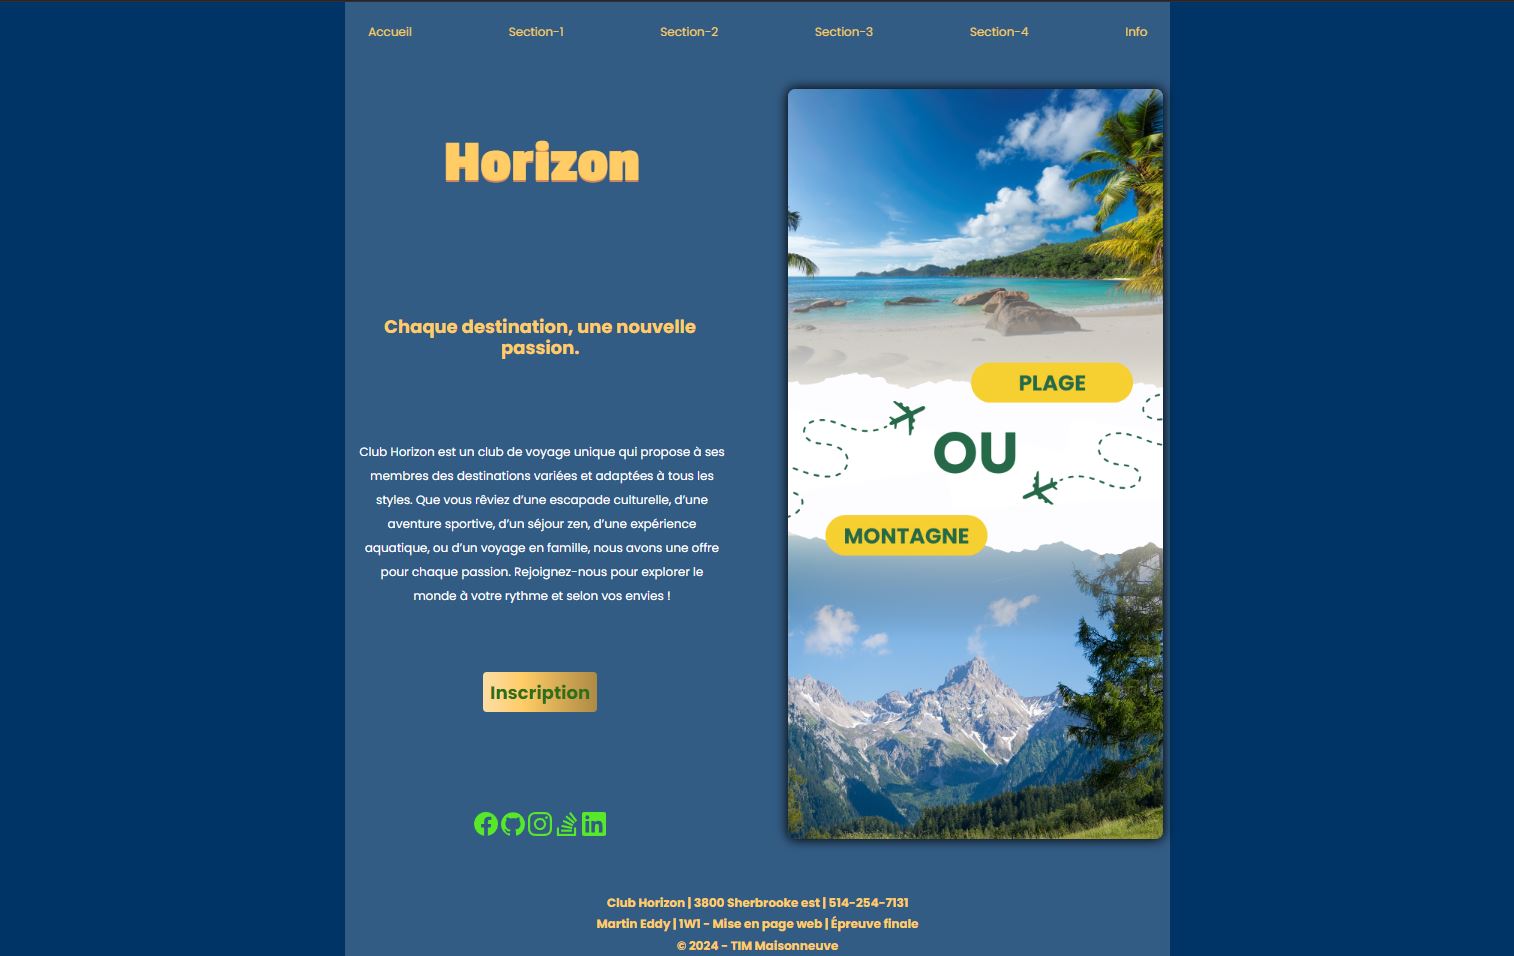 Accueil Section-1 Section-2 Section-3 Section-4 Info
Horizon
Chaque destination, une nouvelle
passion.
Club Horizon est un club de voyage unique qui propose à ses
membres des destinations variées et adaptées à tous les
styles. Que vous rêviez d’une escapade culturelle, d’une
aventure sportive, d’un séjour zen, d’une expérience
aquatique, ou d’un voyage en famille, nous avons une offre
pour chaque passion. Rejoignez-nous pour explorer le
monde à votre rythme et selon vos envies !
Inscription
PLAGE
OU
MONTAGNE
Club Horizon | 3800 Sherbrooke est | 514-254-7131
Martin Eddy | 1W1 - Mise en page web | Épreuve finale
© 2024 - TIM Maisonneuve